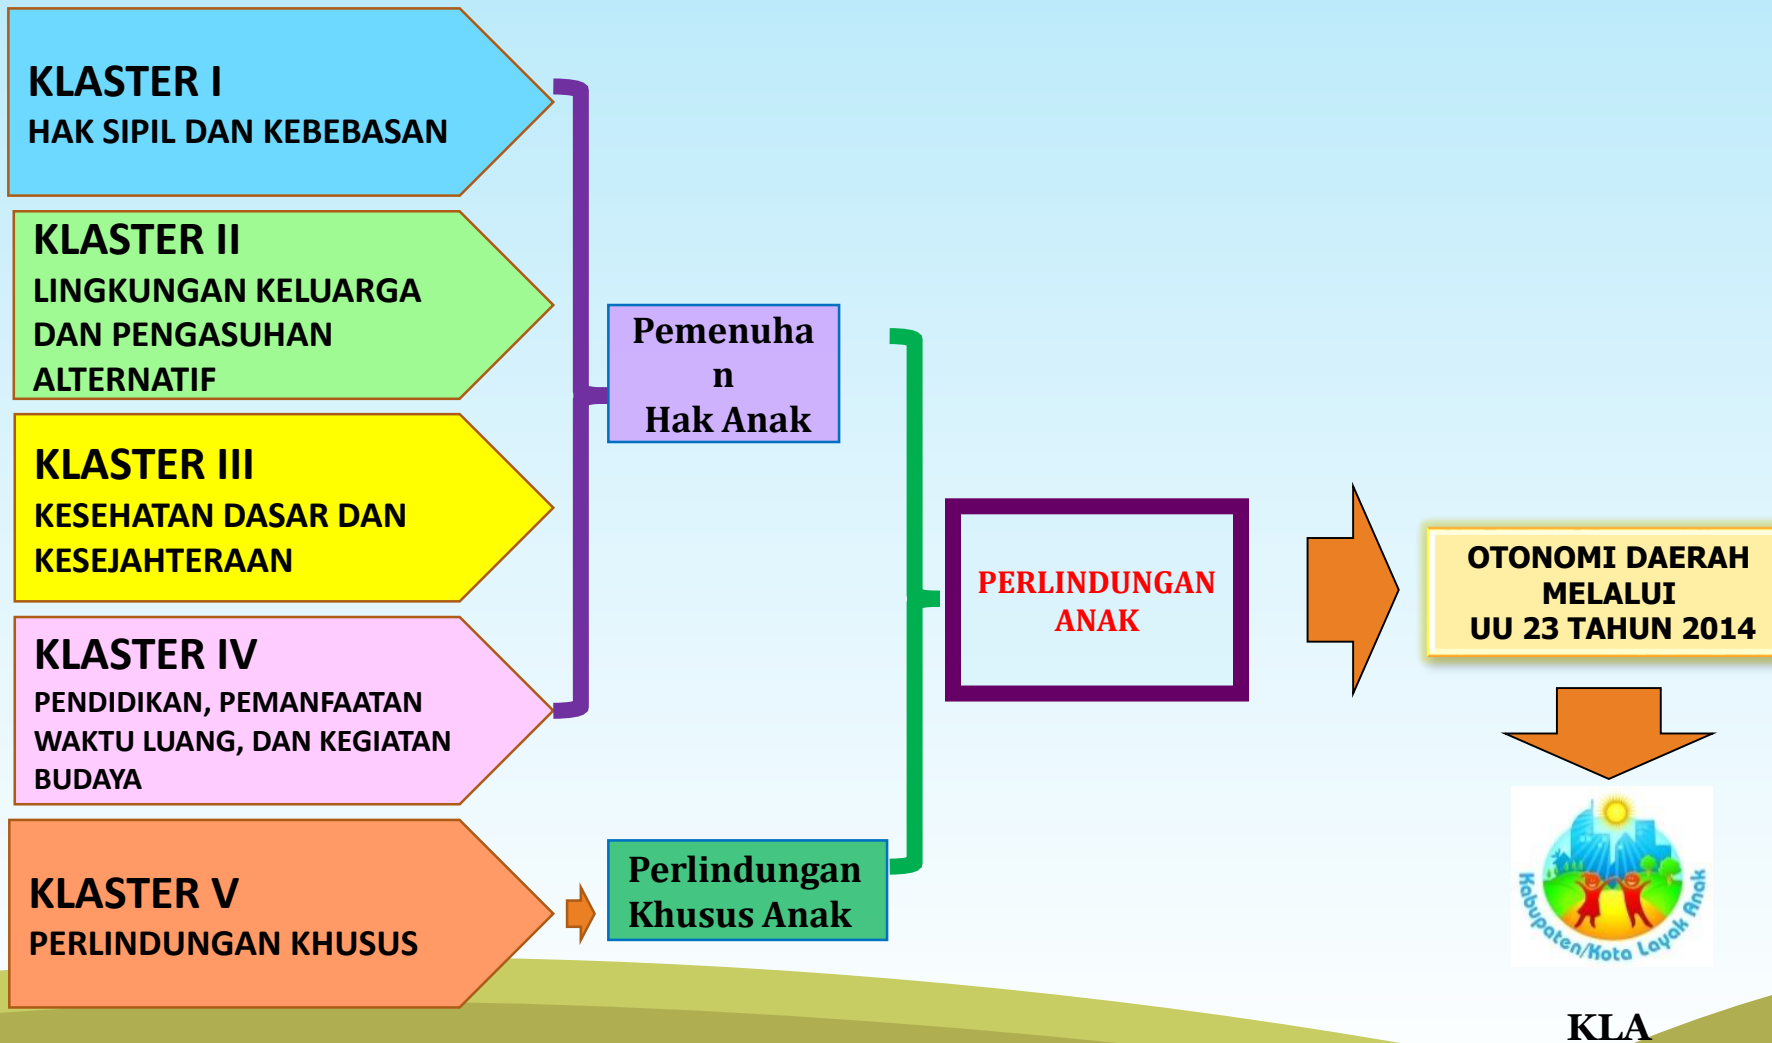 KLASTER I
HAK SIPIL DAN KEBEBASAN
KLASTER II
LINGKUNGAN KELUARGA
DAN PENGASUHAN
ALTERNATIF
KLASTER III
KESEHATAN DASAR DAN
KESEJAHTERAAN
KLASTER IV
PENDIDIKAN, PEMANFAATAN
WAKTU LUANG, DAN KEGIATAN
BUDAYA
KLASTER V
PERLINDUNGAN KHUSUS
Pemenuha
n
Hak Anak
Perlindungan
Khusus Anak
PERLINDUNGAN
ANAK
OTONOMI DAERAH
MELALUI
UU 23 TAHUN 2014
Kabupaten/Kota Layak Anak
KLA